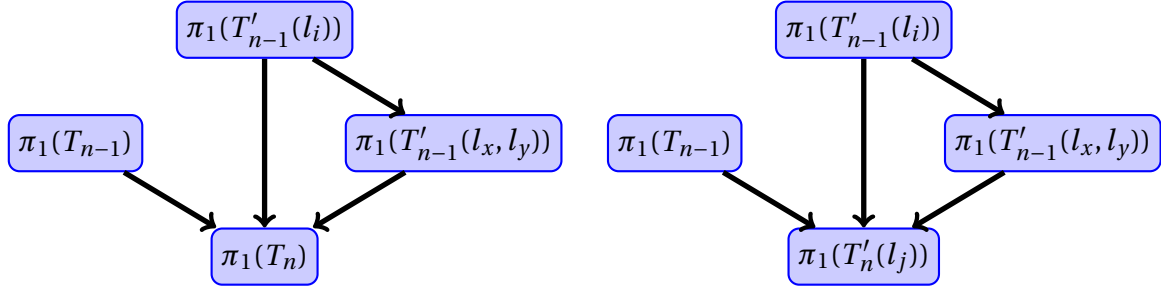 π₁(T′ₙ₋₁(lᵢ)) π₁(T′ₙ₋₁(lᵢ))
π₁(Tₙ₋₁) π₁(T′ₙ₋₁(lₓ, l_y)) π₁(Tₙ₋₁) π₁(T′ₙ₋₁(lₓ, l_y))
π₁(Tₙ) π₁(T′ₙ(lⱼ))